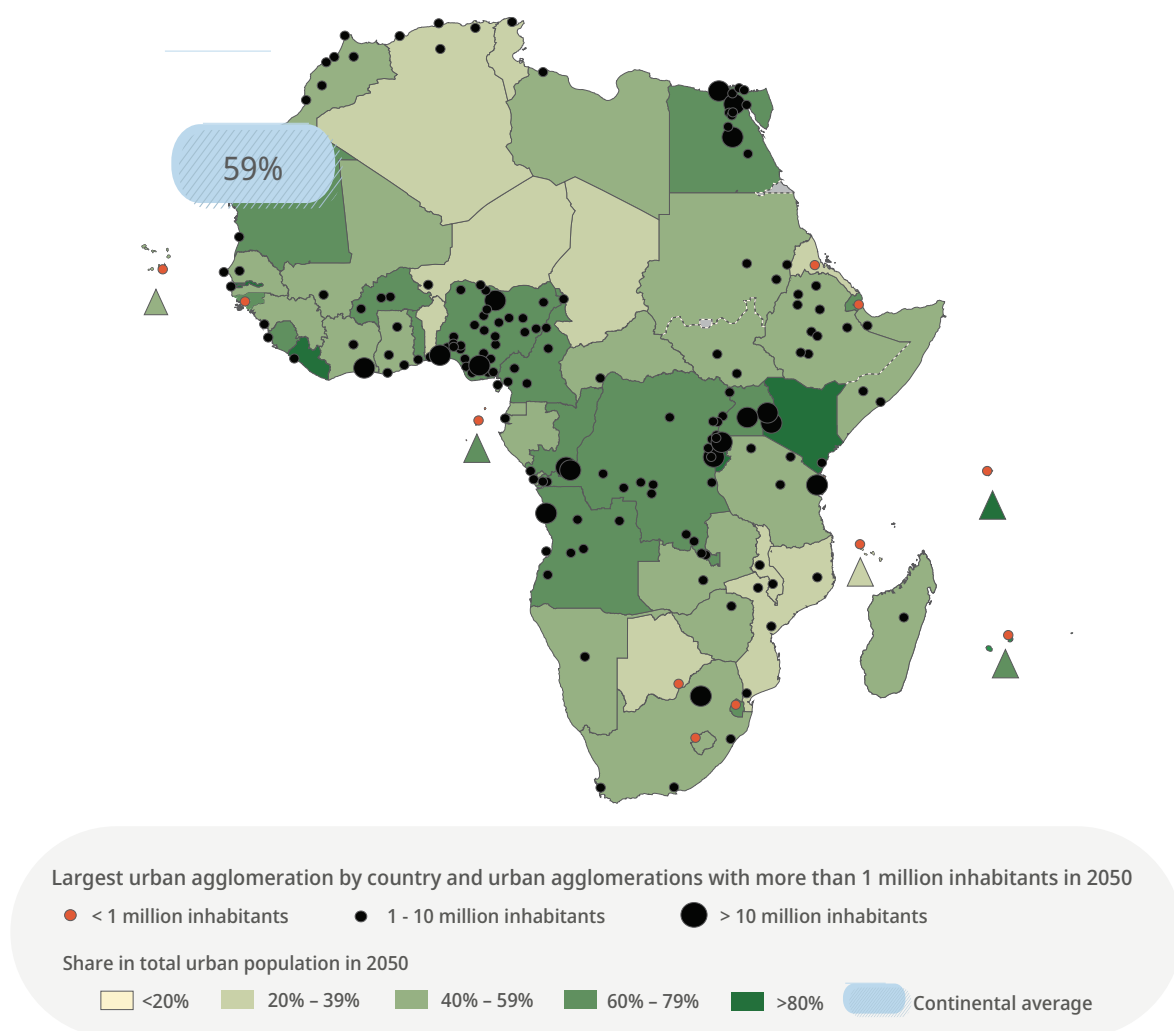 59%
Largest urban agglomeration by country and urban agglomerations with more than 1 million inhabitants in 2050
< 1 million inhabitants
1 - 10 million inhabitants
> 10 million inhabitants
Share in total urban population in 2050
<20%
20% – 39%
40% – 59%
60% – 79%
>80%
Continental average